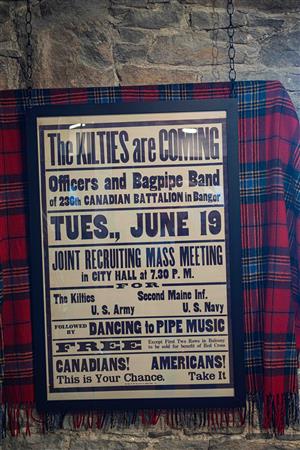 The KILTIES are COMING
Officers and Bagpipe Band
of 236th CANADIAN BATTALION in Bangor
TUES., JUNE 19
JOINT RECRUITING MASS MEETING
in CITY HALL at 7.30 P. M.
FOR
The Kilties Second Maine Inf.
U. S. Army U. S. Navy
FOLLOWED BY DANCING to PIPE MUSIC
FREE Except First Two Rows in Balcony
to be sold for benefit of Red Cross
CANADIANS! AMERICANS!
This is Your Chance. Take It